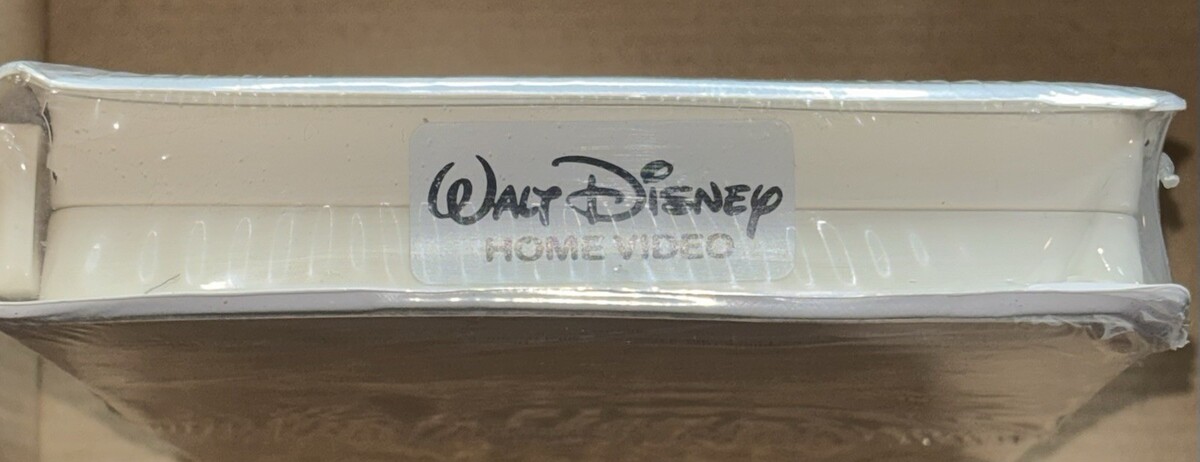 WALT DISNEY
HOME VIDEO